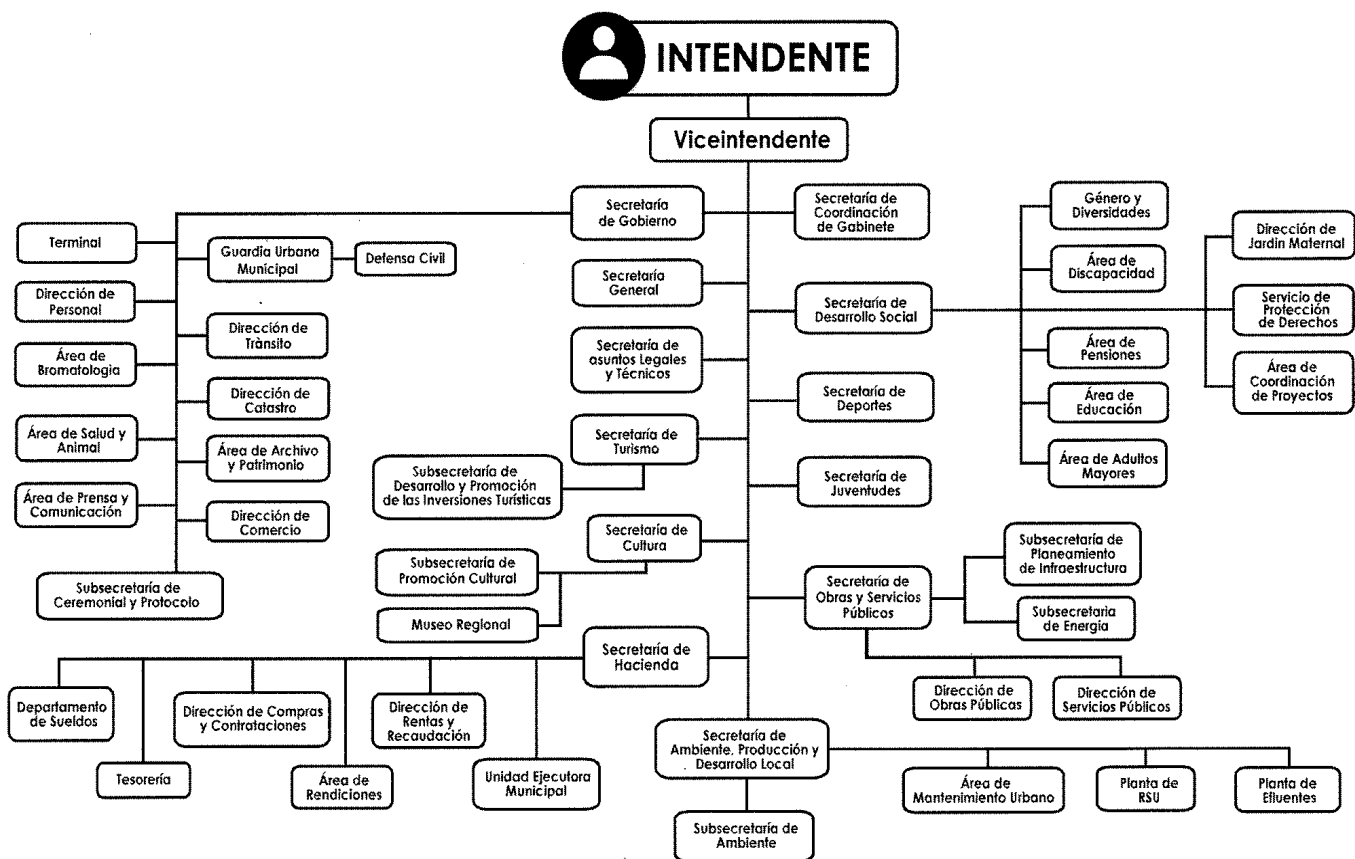 INTENDENTE
Viceintendente
Secretaría
de Gobierno
Secretaría de
Coordinación
de Gabinete
Terminal
Guardia Urbana
Municipal
Defensa Civil
Dirección de
Personal
Dirección de
Trànsito
Área de
Bromatologia
Dirección de
Catastro
Área de Salud y
Animal
Área de Archivo
y Patrimonio
Área de Prensa y
Comunicación
Dirección de
Comercio
Subsecretaría de
Ceremonial y Protocolo
Secretaría
General
Secretaría de
Desarrollo Social
Género y
Diversidades
Área de
Discapacidad
Área de
Pensiones
Área de
Educación
Área de Adultos
Mayores
Dirección de
Jardin Maternal
Servicio de
Protección
de Derechos
Área de
Coordinación
de Proyectos
Secretaría de
asuntos Legales
y Técnicos
Secretaría de
Deportes
Secretaría de
Turismo
Subsecretaría de
Desarrollo y Promoción
de las Inversiones Turísticas
Secretaría de
Juventudes
Secretaría de
Cultura
Subsecretaría de
Promoción Cultural
Museo Regional
Secretaría de
Obras y Servicios
Públicos
Subsecretaría de
Planeamiento
de Infraestructura
Subsecretaria
de Energia
Dirección de
Obras Públicas
Dirección de
Servicios Públicos
Secretaría de
Hacienda
Departamento
de Sueldos
Tesorería
Dirección de Compras
y Contrataciones
Área de
Rendiciones
Dirección de
Rentas y
Recaudación
Unidad Ejecutora
Municipal
Secretaría de
Ambiente, Producción y
Desarrollo Local
Área de
Mantenimiento Urbano
Planta de
RSU
Planta de
Efluentes
Subsecretaría de
Ambiente